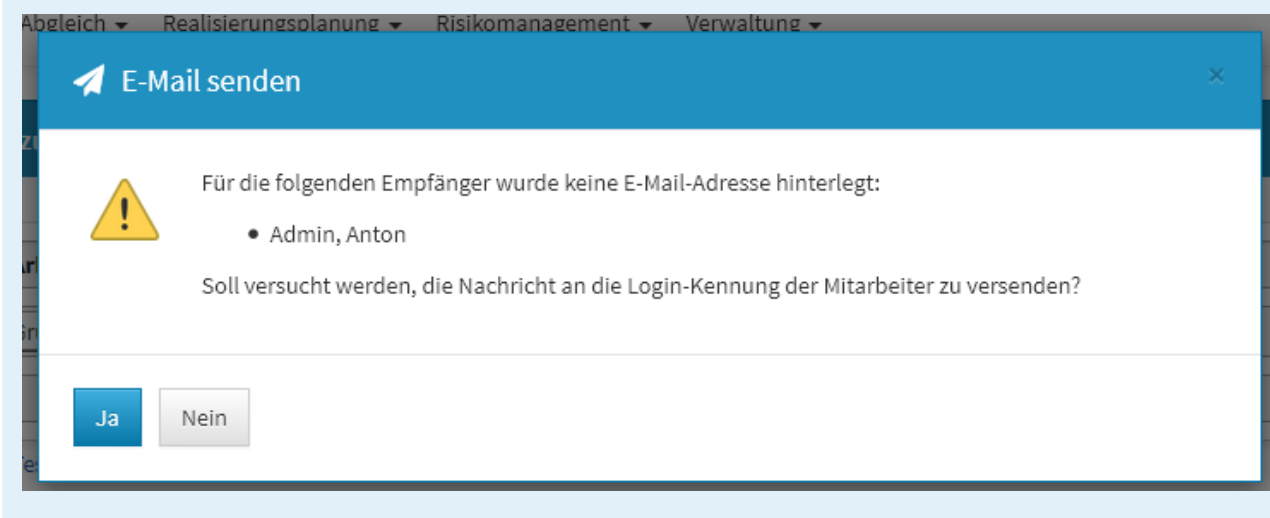 Abgleich Realisierungsplanung Risikomanagement Verwaltung
E-Mail senden
×
Für die folgenden Empfänger wurde keine E-Mail-Adresse hinterlegt:
• Admin, Anton
Soll versucht werden, die Nachricht an die Login-Kennung der Mitarbeiter zu versenden?
Ja Nein